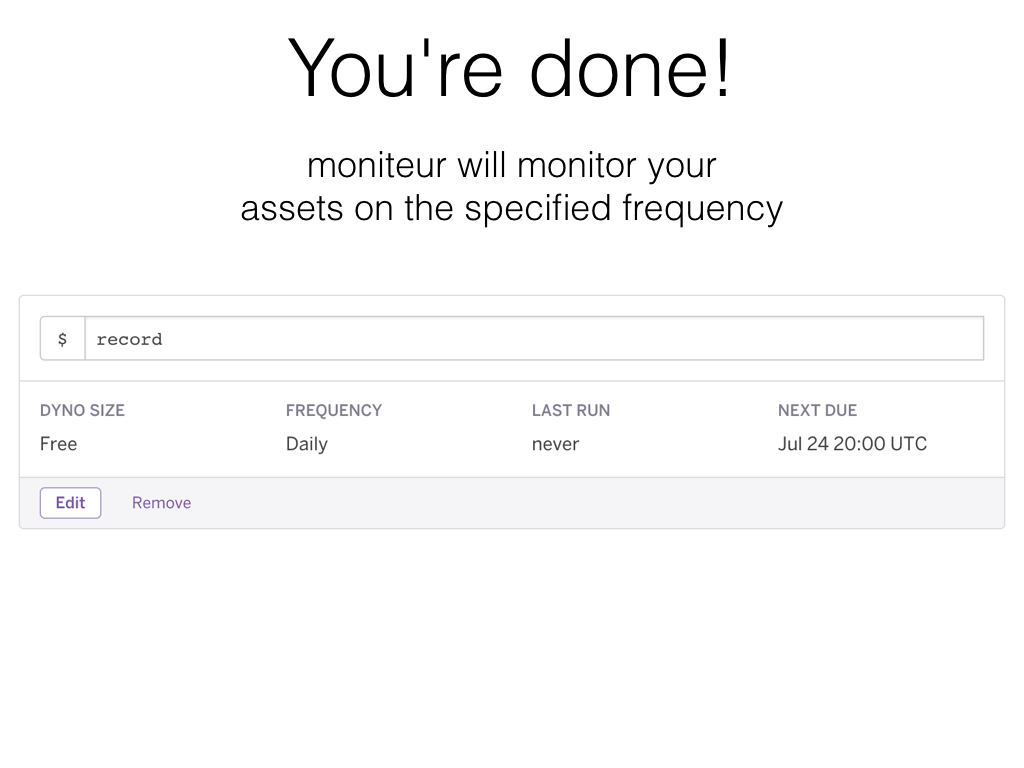 You're done!
moniteur will monitor your
assets on the specified frequency
$ record
DYNO SIZE FREQUENCY LAST RUN NEXT DUE
Free Daily never Jul 24 20:00 UTC
Edit Remove